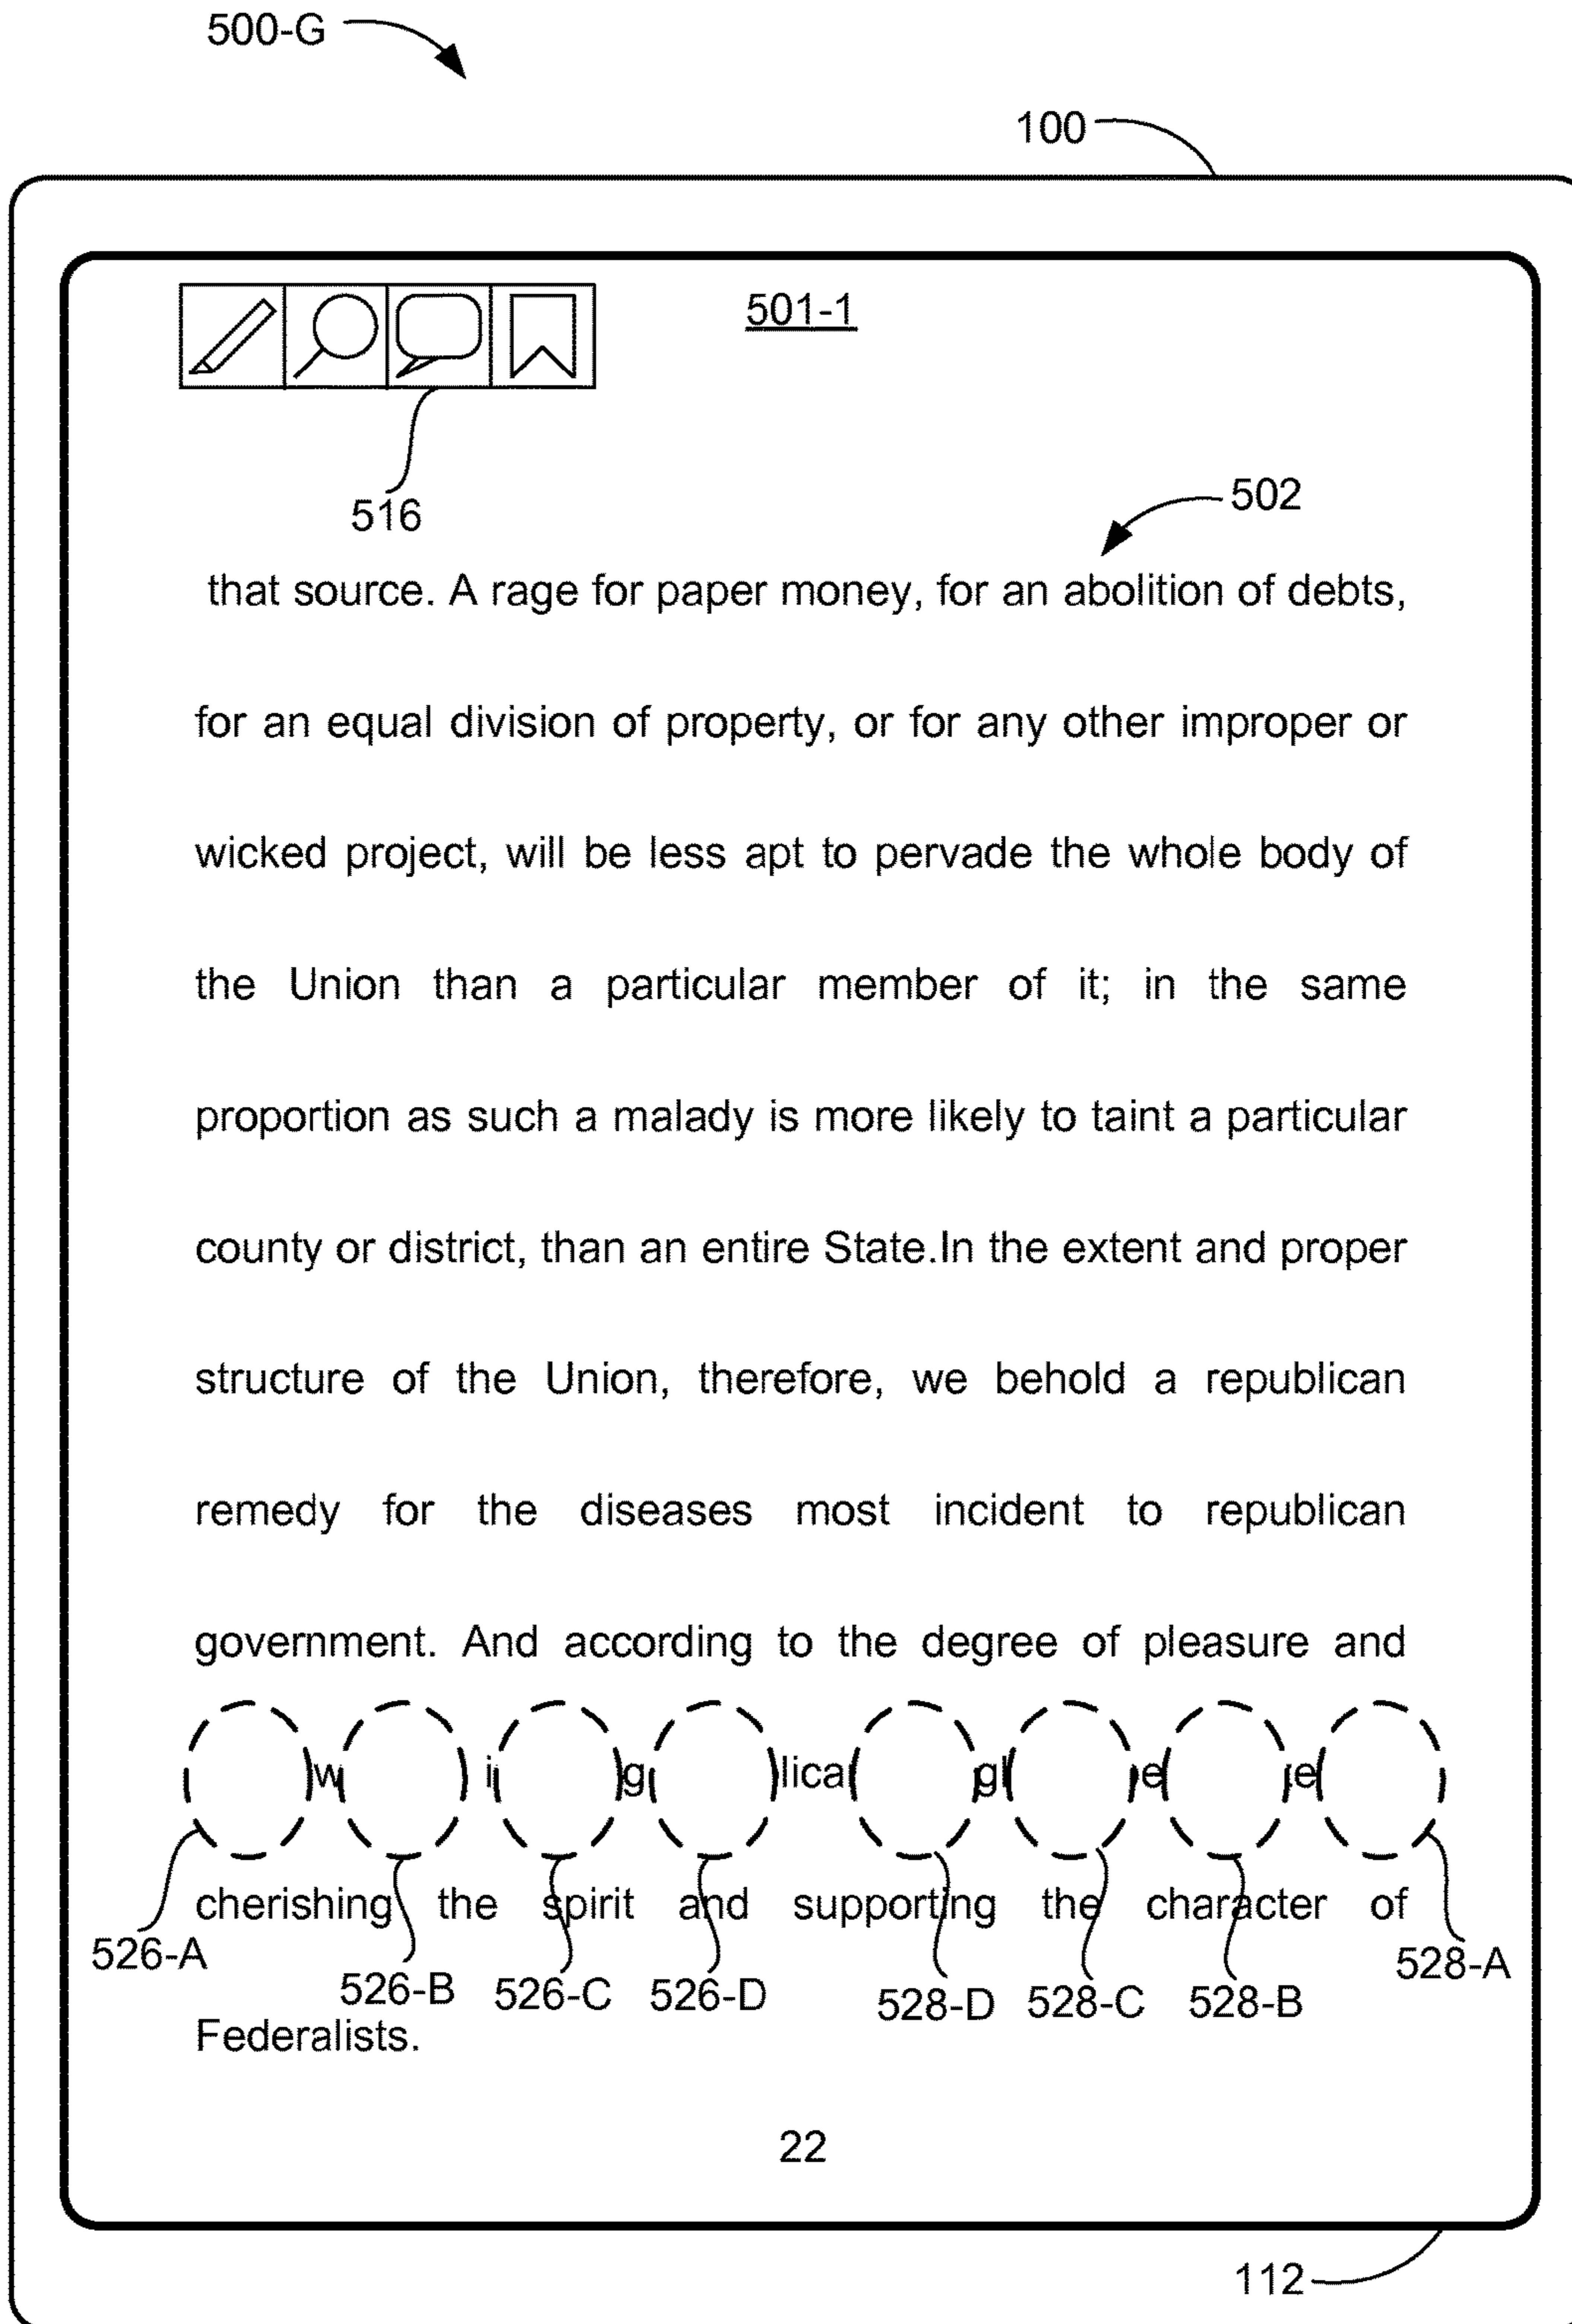 500-G
100
501-1
516
502
that source. A rage for paper money, for an abolition of debts,
for an equal division of property, or for any other improper or
wicked project, will be less apt to pervade the whole body of
the Union than a particular member of it; in the same
proportion as such a malady is more likely to taint a particular
county or district, than an entire State.In the extent and proper
structure of the Union, therefore, we behold a republican
remedy for the diseases most incident to republican
government. And according to the degree of pleasure and
cherishing the spirit and supporting the character of
526-A 526-B 526-C 526-D 528-D 528-C 528-B 528-A
Federalists.
22
112